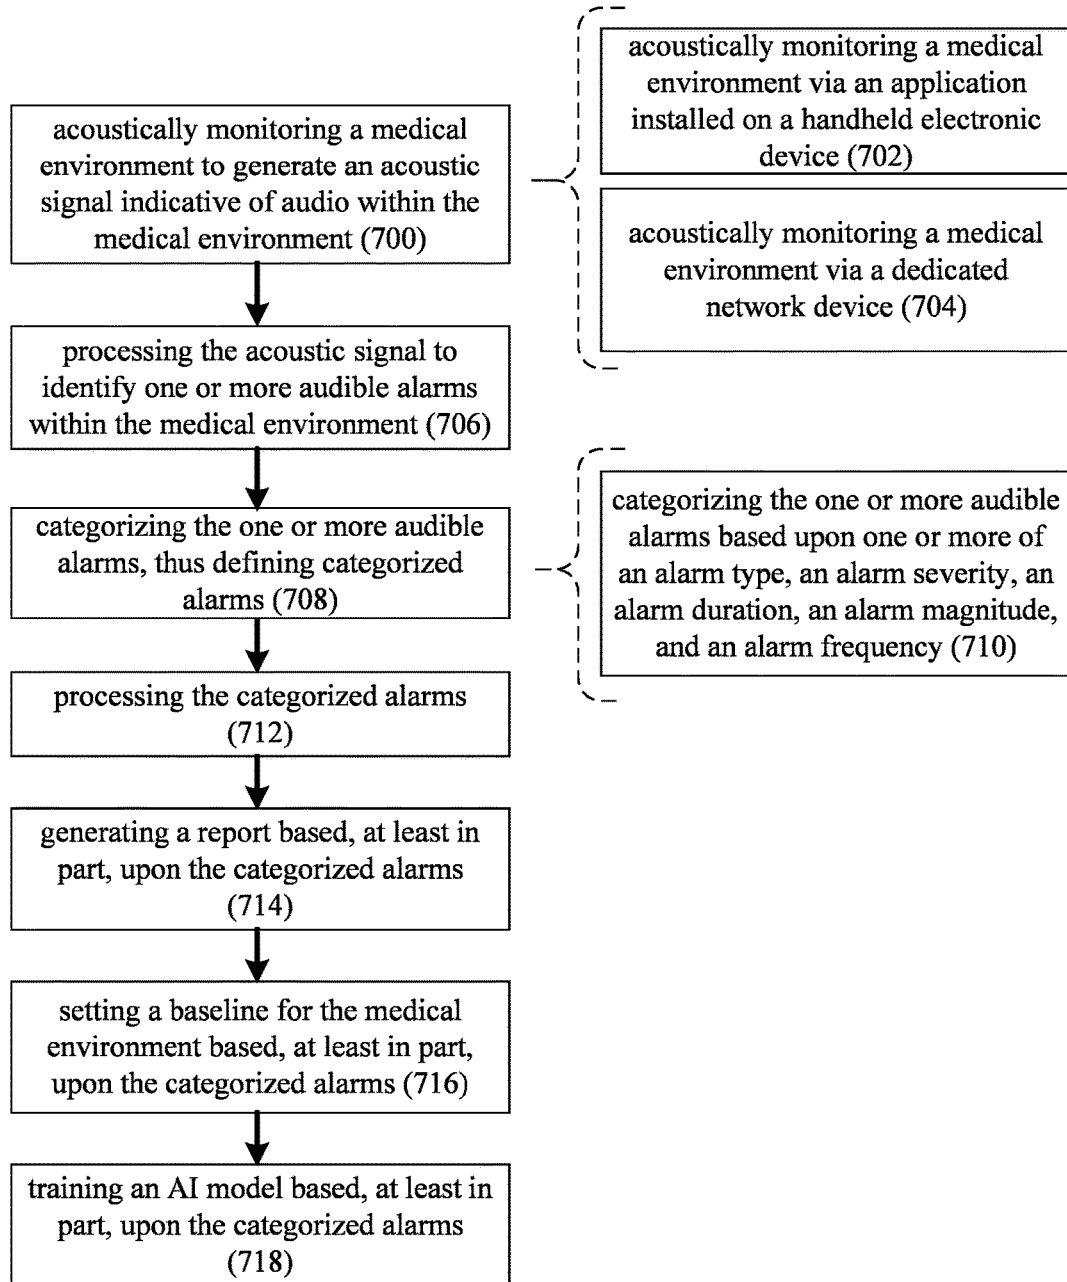 acoustically monitoring a medical
environment to generate an acoustic
signal indicative of audio within the
medical environment (700)
acoustically monitoring a medical
environment via an application
installed on a handheld electronic
device (702)
acoustically monitoring a medical
environment via a dedicated
network device (704)
processing the acoustic signal to
identify one or more audible alarms
within the medical environment (706)
categorizing the one or more audible
alarms, thus defining categorized
alarms (708)
categorizing the one or more audible
alarms based upon one or more of
an alarm type, an alarm severity, an
alarm duration, an alarm magnitude,
and an alarm frequency (710)
processing the categorized alarms
(712)
generating a report based, at least in
part, upon the categorized alarms
(714)
setting a baseline for the medical
environment based, at least in part,
upon the categorized alarms (716)
training an AI model based, at least in
part, upon the categorized alarms
(718)